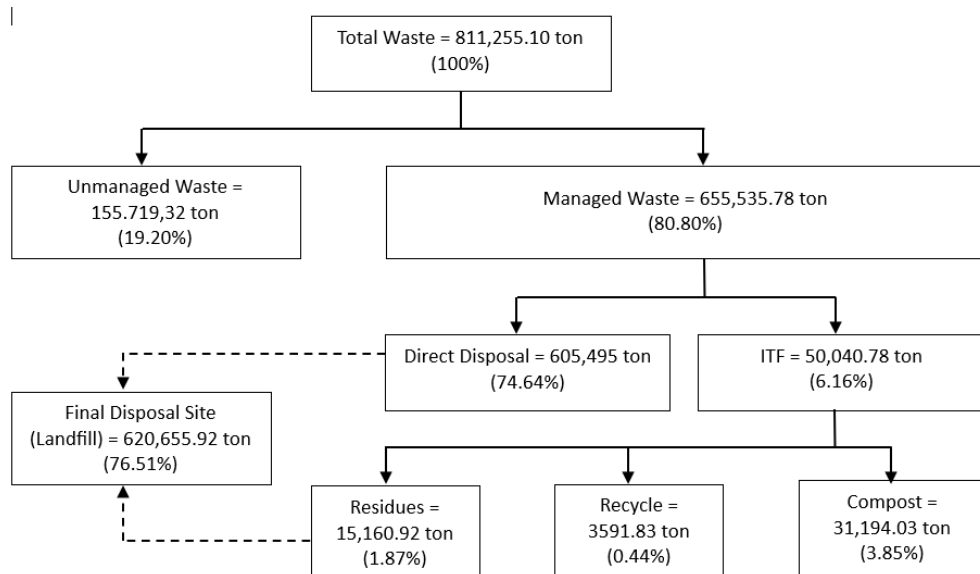 Total Waste = 811,255.10 ton
(100%)
Unmanaged Waste =
155.719,32 ton
(19.20%)
Managed Waste = 655,535.78 ton
(80.80%)
Direct Disposal = 605,495 ton
(74.64%)
ITF = 50,040.78 ton
(6.16%)
Final Disposal Site
(Landfill) = 620,655.92 ton
(76.51%)
Residues =
15,160.92 ton
(1.87%)
Recycle =
3591.83 ton
(0.44%)
Compost =
31,194.03 ton
(3.85%)